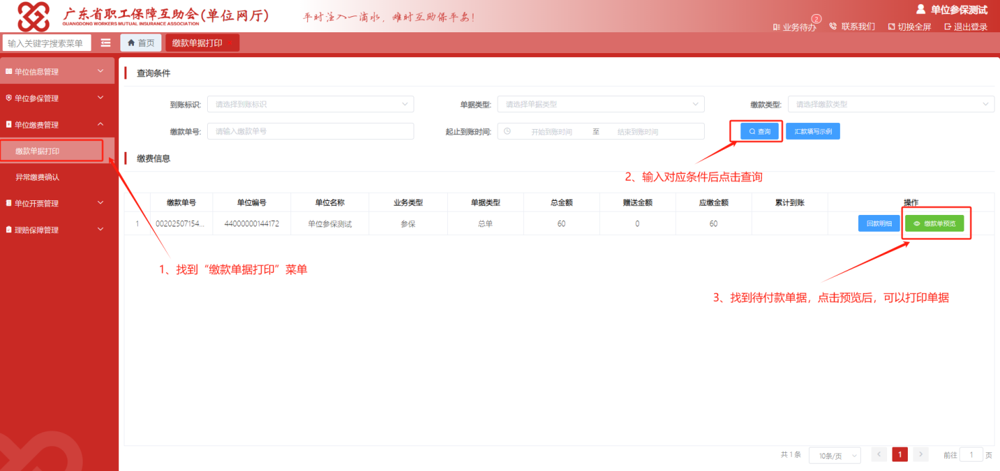 广东省职工保障互助会(单位网厅)
GUANGDONG WORKERS MUTUAL INSURANCE ASSOCIATION
平时注入一滴水, 难时互助保平安!
单位参保测试
业务待办 2 联系我们 切换全屏 退出登录
输入关键字搜索菜单 首页 缴款单据打印
单位信息管理
单位参保管理
单位缴费管理
缴款单据打印
异常缴费确认
单位开票管理
理赔保障管理
查询条件
到账标识: 请选择到账标识 单据类型: 请选择单据类型 缴款类型: 请选择缴款类型
缴款单号: 请输入缴款单号 起止到账时间: 开始到账时间 至 结束到账时间 查询 汇款填写示例
缴费信息
2、输入对应条件后点击查询
缴款单号 单位编号 单位名称 业务类型 单据类型 总金额 赠送金额 应缴金额 累计到账 操作
1 00202507154... 44000000144172 单位参保测试 参保 总单 60 0 60 回款明细 缴款单预览
1、找到“缴款单据打印”菜单
3、找到待付款单据，点击预览后，可以打印单据
共 1 条 10条/页 < 1 > 前往 1 页